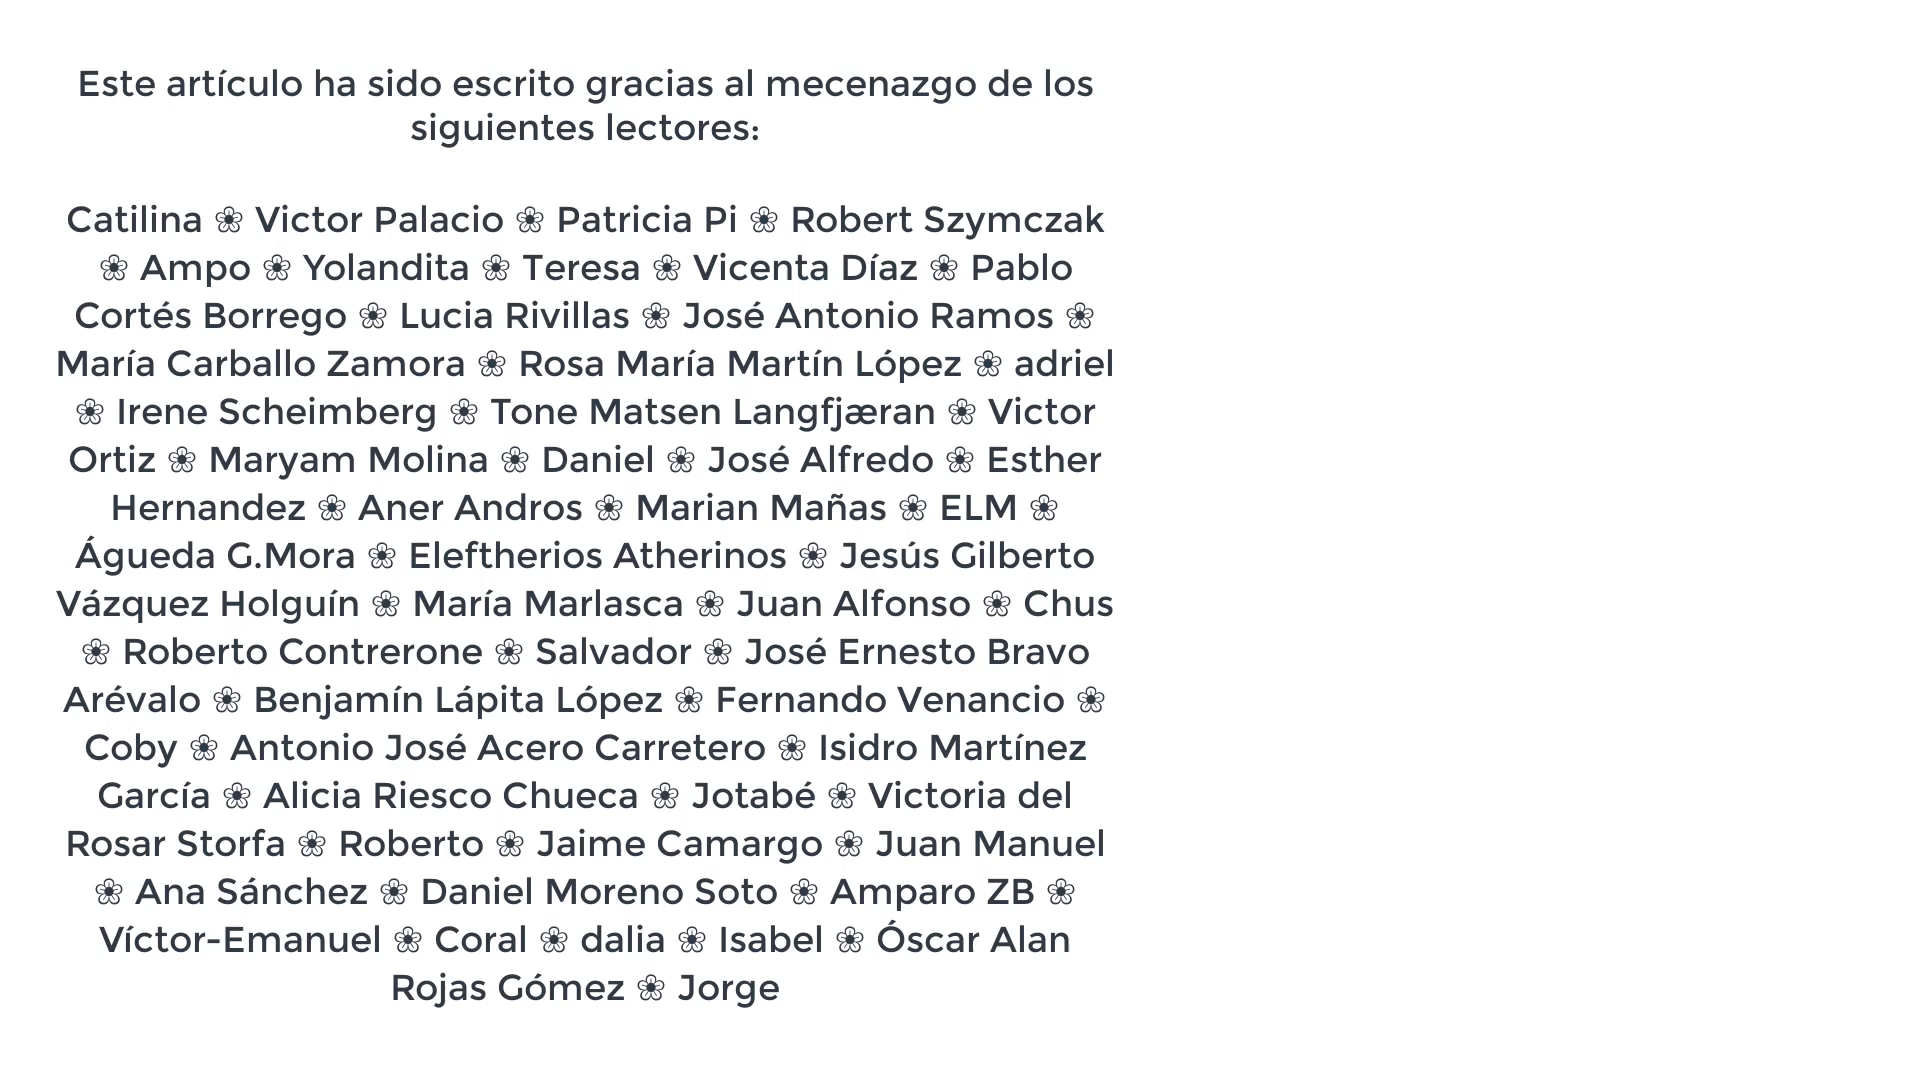 Este artículo ha sido escrito gracias al mecenazgo de los
siguientes lectores:
Catilina ❀ Victor Palacio ❀ Patricia Pi ❀ Robert Szymczak
❀ Ampo ❀ Yolandita ❀ Teresa ❀ Vicenta Díaz ❀ Pablo
Cortés Borrego ❀ Lucia Rivillas ❀ José Antonio Ramos ❀
María Carballo Zamora ❀ Rosa María Martín López ❀ adriel
❀ Irene Scheimberg ❀ Tone Matsen Langfjæran ❀ Victor
Ortiz ❀ Maryam Molina ❀ Daniel ❀ José Alfredo ❀ Esther
Hernandez ❀ Aner Andros ❀ Marian Mañas ❀ ELM ❀
Águeda G.Mora ❀ Eleftherios Atherinos ❀ Jesús Gilberto
Vázquez Holguín ❀ María Marlasca ❀ Juan Alfonso ❀ Chus
❀ Roberto Contrerone ❀ Salvador ❀ José Ernesto Bravo
Arévalo ❀ Benjamín Lápita López ❀ Fernando Venancio ❀
Coby ❀ Antonio José Acero Carretero ❀ Isidro Martínez
García ❀ Alicia Riesco Chueca ❀ Jotabé ❀ Victoria del
Rosar Storfa ❀ Roberto ❀ Jaime Camargo ❀ Juan Manuel
❀ Ana Sánchez ❀ Daniel Moreno Soto ❀ Amparo ZB ❀
Víctor-Emanuel ❀ Coral ❀ dalia ❀ Isabel ❀ Óscar Alan
Rojas Gómez ❀ Jorge